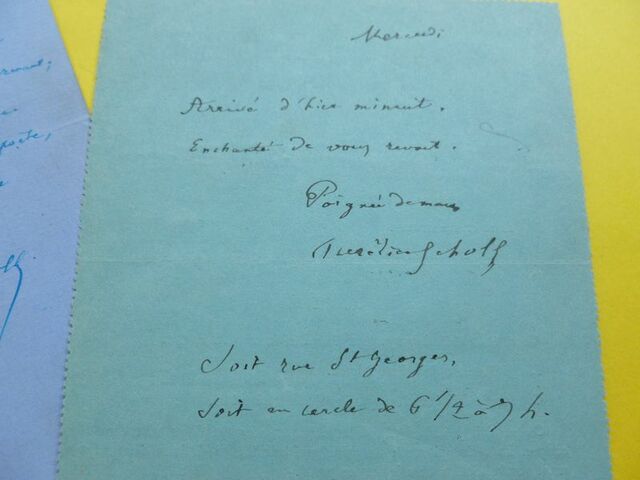 Mercredi
Arrivé d'hier minuit.
Enchanté de vous revoir.
Poignée de main
Aurélien Scholl
Soit rue St Georges,
Soit au cercle de 6 1/2 à 7 h.